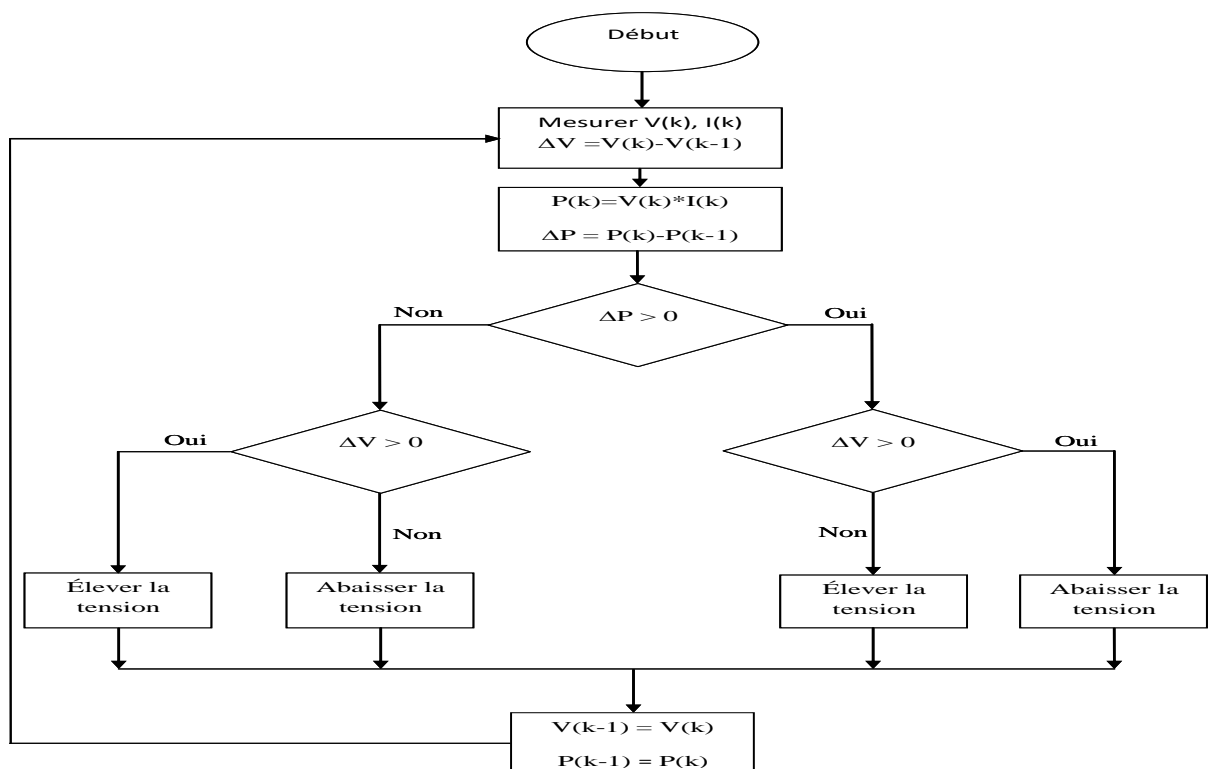 Début
Mesurer V(k), I(k)
ΔV =V(k)-V(k-1)
P(k)=V(k)*I(k)
ΔP = P(k)-P(k-1)
ΔP > 0
Non
Oui
ΔV > 0
Oui
Non
ΔV > 0
Oui
Non
Élever la
tension
Abaisser la
tension
Élever la
tension
Abaisser la
tension
V(k-1) = V(k)
P(k-1) = P(k)